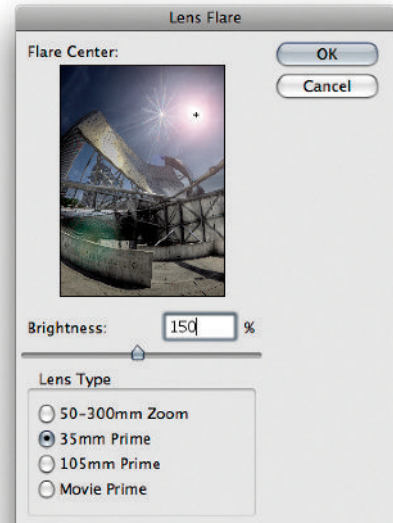 Lens Flare
Flare Center:
OK
Cancel
Brightness: 150 %
Lens Type
50-300mm Zoom
35mm Prime
105mm Prime
Movie Prime